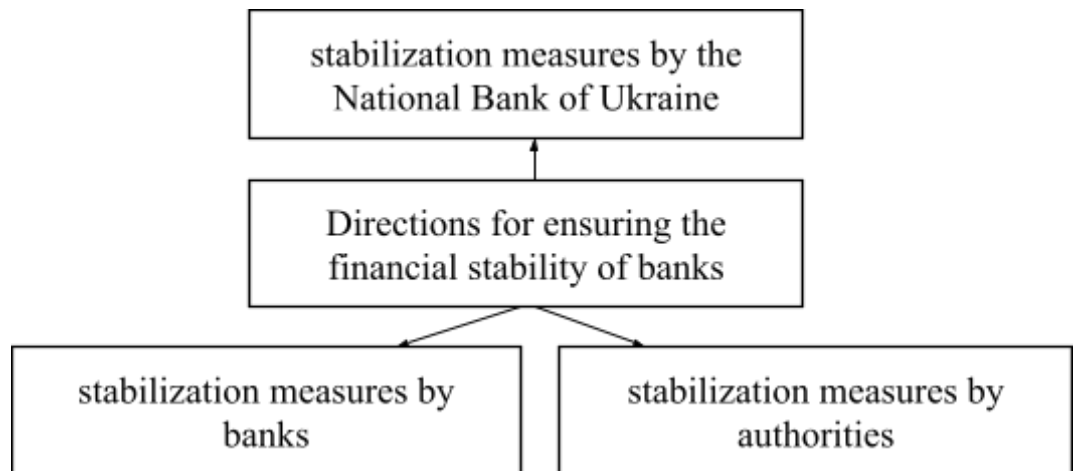 stabilization measures by the
National Bank of Ukraine
Directions for ensuring the
financial stability of banks
stabilization measures by
banks
stabilization measures by
authorities